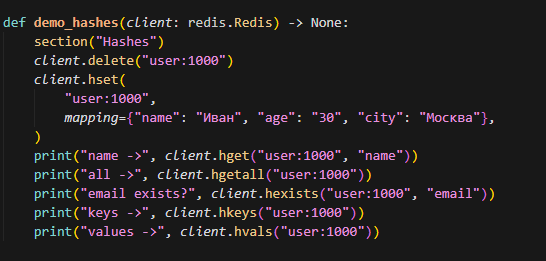 def demo_hashes(client: redis.Redis) -> None:
    section("Hashes")
    client.delete("user:1000")
    client.hset(
        "user:1000",
        mapping={"name": "Иван", "age": "30", "city": "Москва"},
    )
    print("name ->", client.hget("user:1000", "name"))
    print("all ->", client.hgetall("user:1000"))
    print("email exists?", client.hexists("user:1000", "email"))
    print("keys ->", client.hkeys("user:1000"))
    print("values ->", client.hvals("user:1000"))